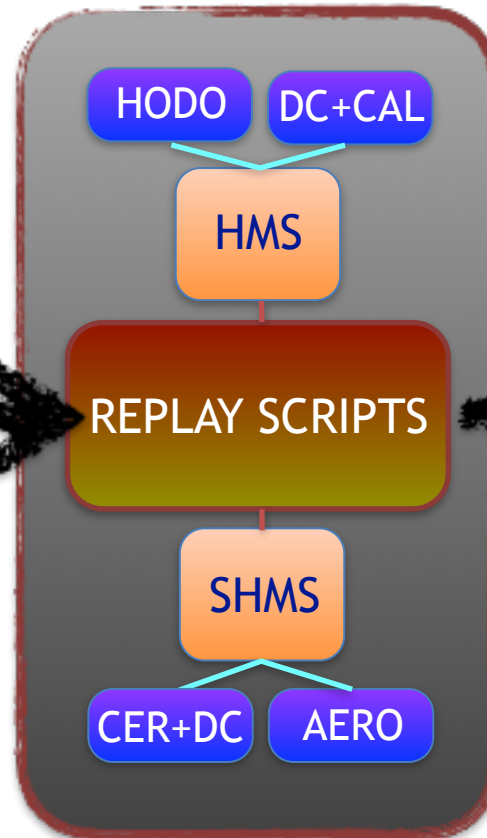 HODO
DC+CAL
HMS
REPLAY SCRIPTS
SHMS
CER+DC
AERO